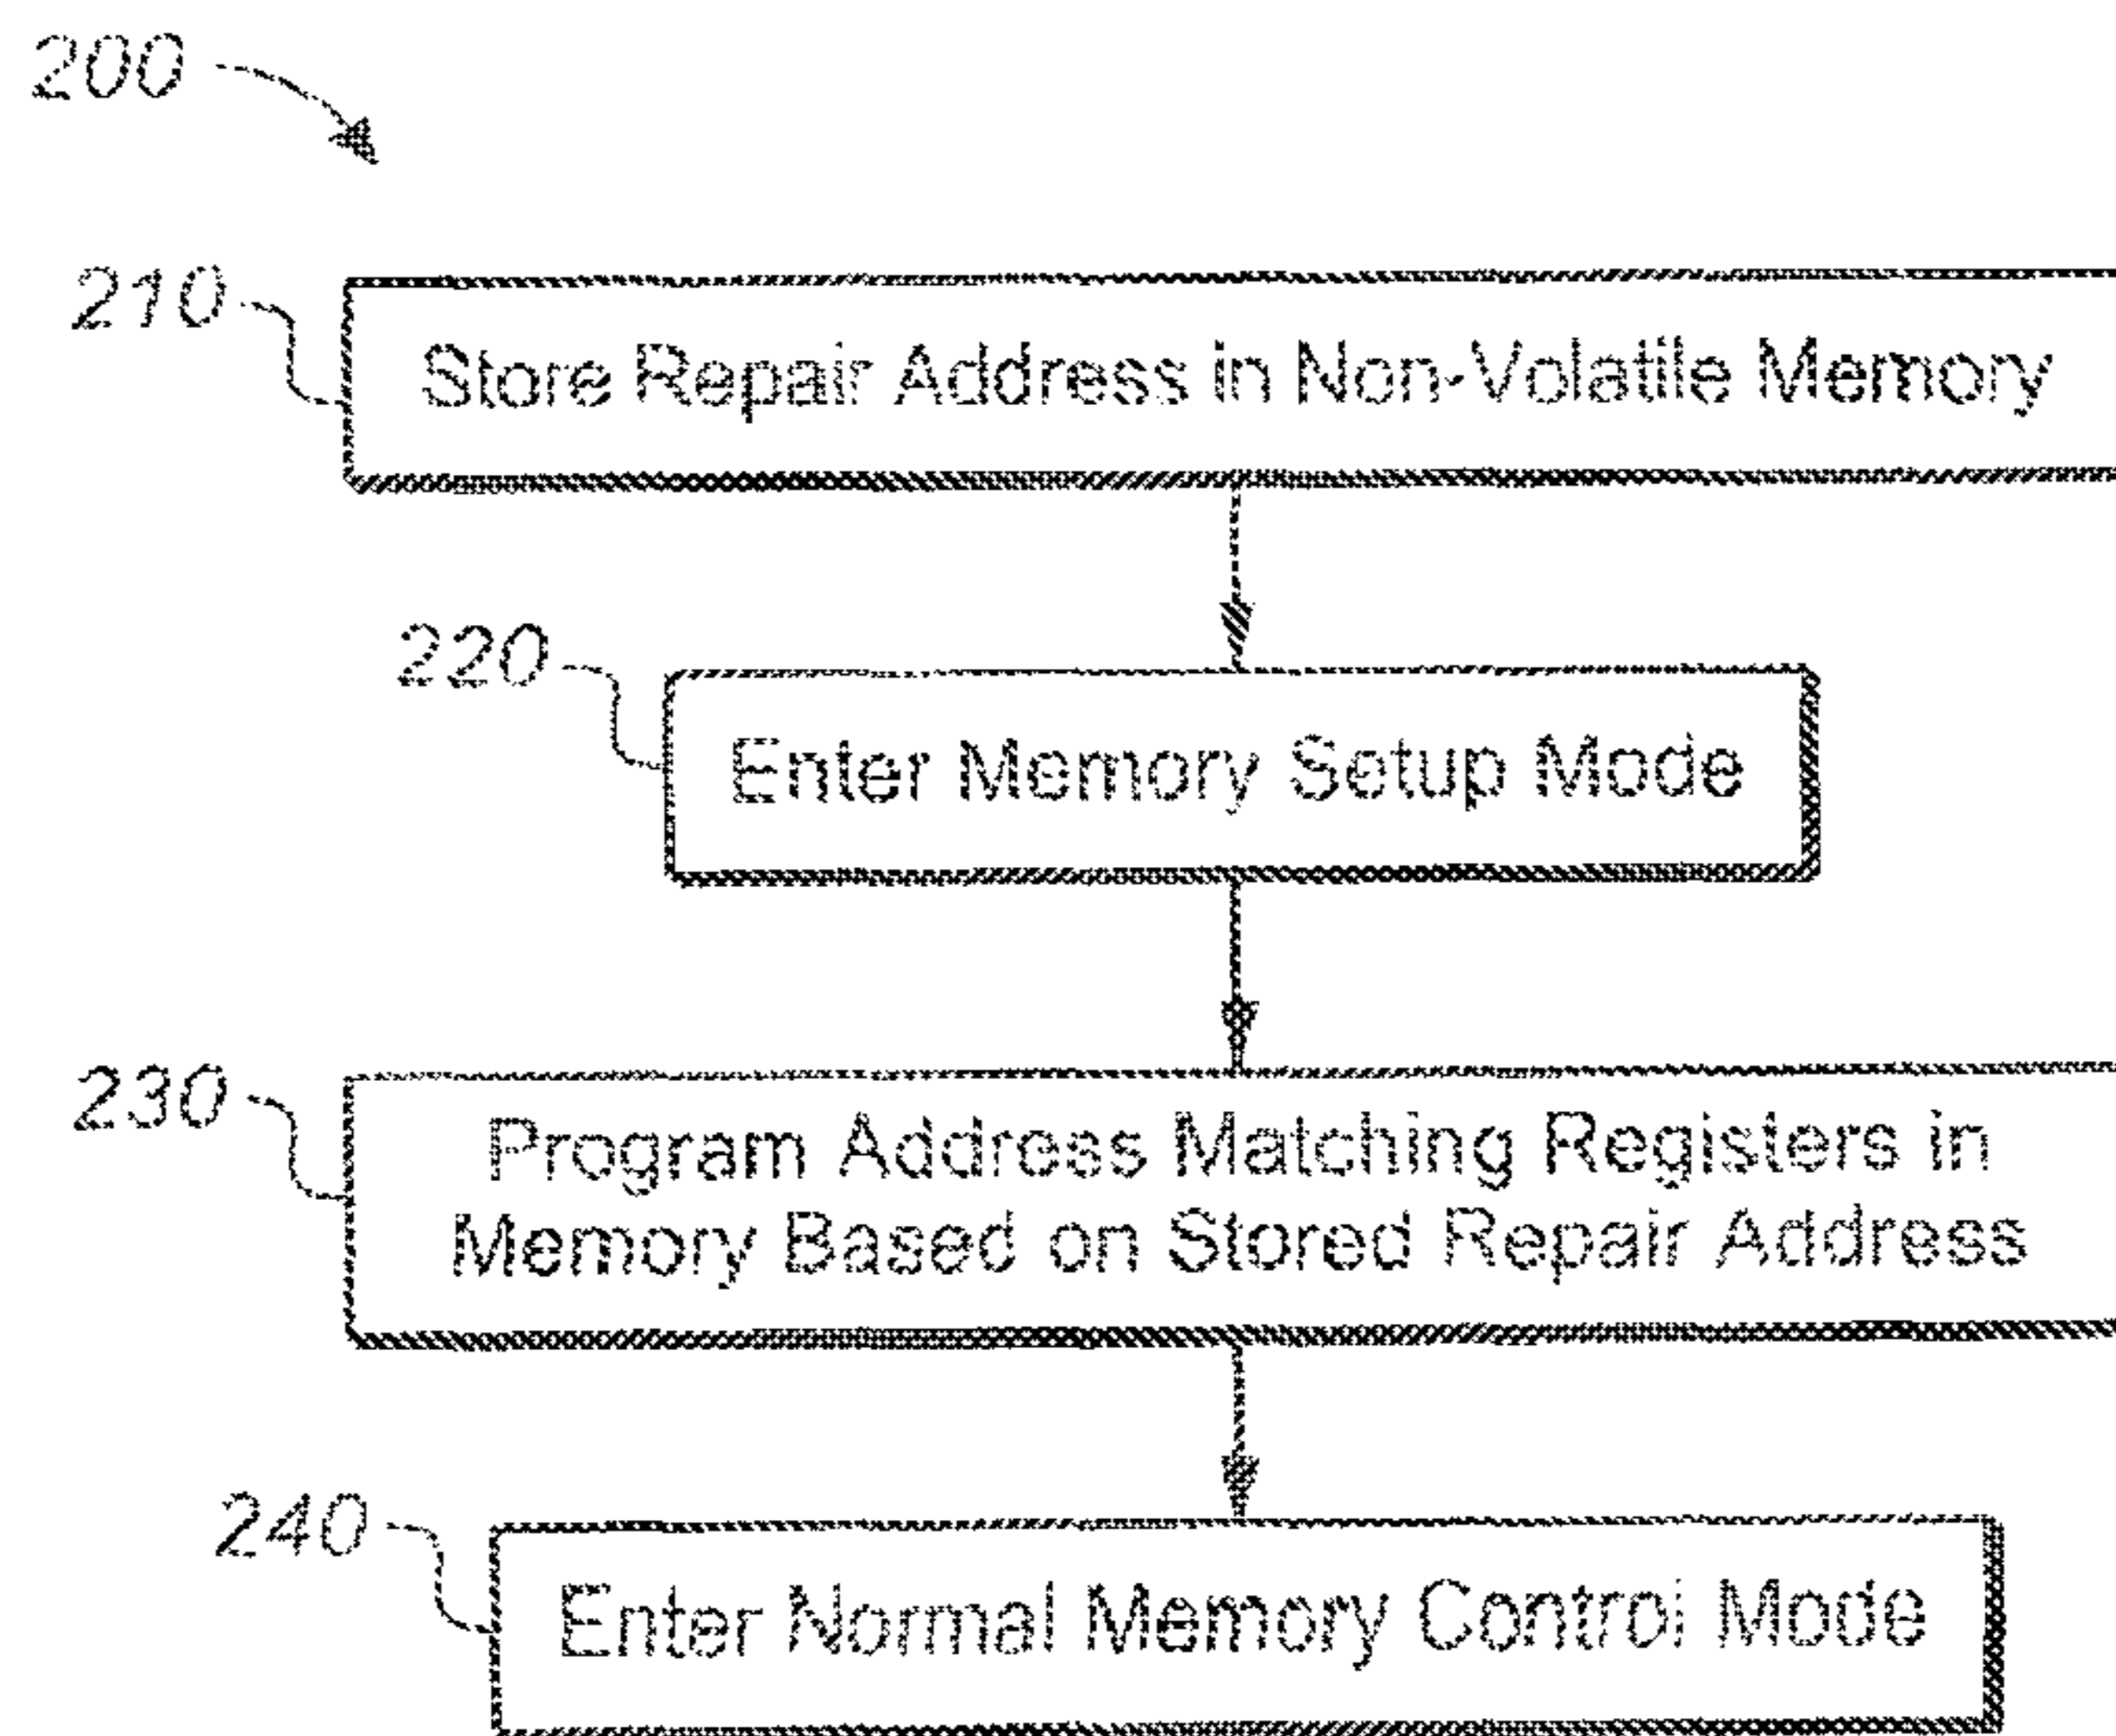 200
210
Store Repair Address in Non-Volatile Memory
220
Enter Memory Setup Mode
230
Program Address Matching Registers in
Memory Based on Stored Repair Address
240
Enter Normal Memory Control Mode